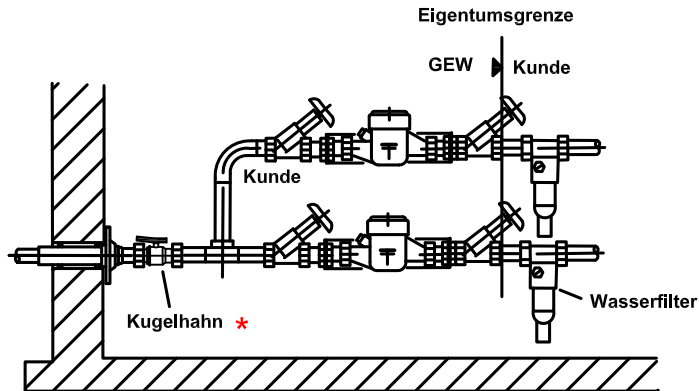 Eigentumsgrenze
GEW Kunde
Kunde
Kugelhahn *
Wasserfilter